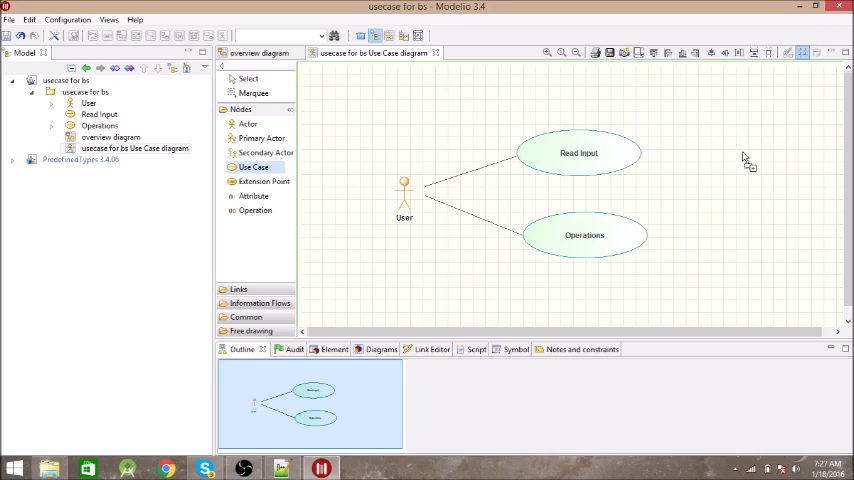 usecase for bs - Modelio 3.4
File Edit Configuration Views Help
Model
overview diagram
usecase for bs Use Case diagram
usecase for bs
usecase for bs
User
Read Input
Operations
overview diagram
usecase for bs Use Case diagram
PredefinedTypes 3.4.06
Select
Marquee
Nodes
Actor
Primary Actor
Secondary Actor
Use Case
Extension Point
Attribute
Operation
Links
Information Flows
Common
Free drawing
Read Input
User
Operations
Outline Audit Element Diagrams Link Editor Script Symbol Notes and constraints
7:27 AM
1/18/2016